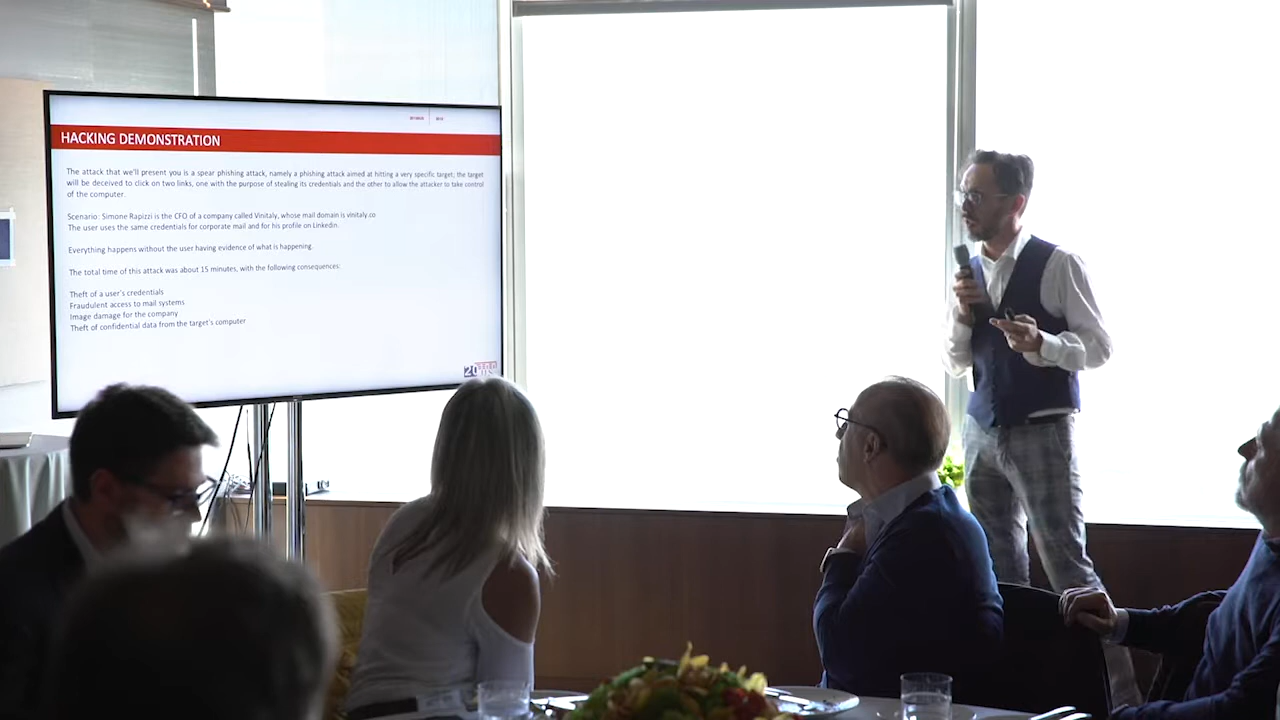 HACKING DEMONSTRATION
The attack that we'll present you is a spear phishing attack, namely a phishing attack aimed at hitting a very specific target; the target
will be deceived to click on two links, one with the purpose of stealing its credentials and the other to allow the attacker to take control
of the computer.
Scenario: Simone Rapizzi is the CFO of a company called Vinitaly, whose mail domain is vinitaly.co
The user uses the same credentials for corporate mail and for his profile on Linkedin.
Everything happens without the user having evidence of what is happening.
The total time of this attack was about 15 minutes, with the following consequences:
Theft of a user's credentials
Fraudulent access to mail systems
Image damage for the company
Theft of confidential data from the target's computer